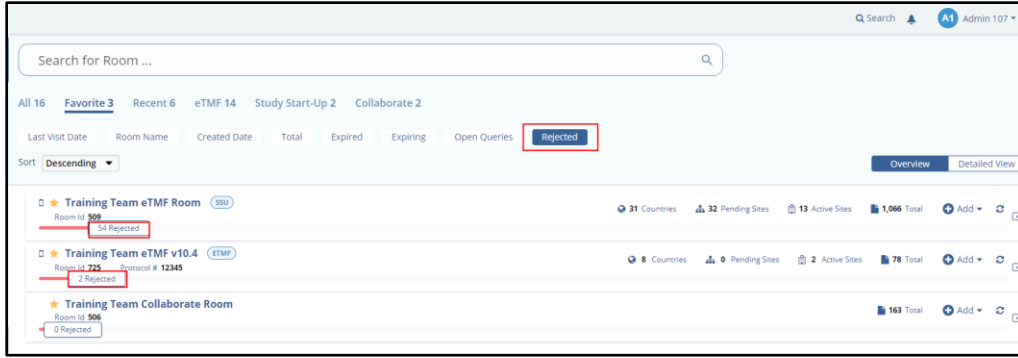 Search A1 Admin 107
Search for Room ...
All 16 Favorite 3 Recent 6 eTMF 14 Study Start-Up 2 Collaborate 2
Last Visit Date Room Name Created Date Total Expired Expiring Open Queries Rejected
Sort Descending Overview Detailed View
Training Team eTMF Room SSU 31 Countries 32 Pending Sites 13 Active Sites 1,066 Total Add
Room Id 509
54 Rejected
Training Team eTMF v10.4 ETMF 8 Countries 0 Pending Sites 2 Active Sites 78 Total Add
Room Id 725 Protocol # 12345
2 Rejected
Training Team Collaborate Room 163 Total Add
Room Id 506
0 Rejected